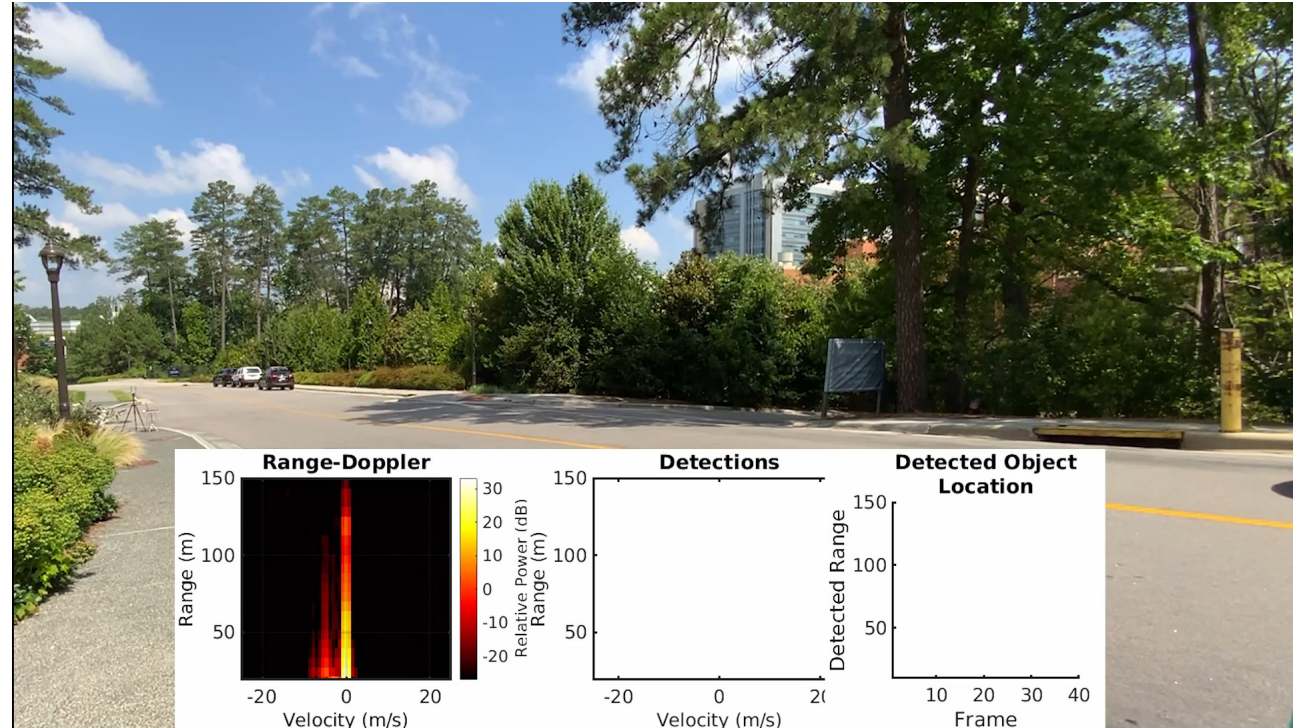 Range-Doppler
150
100
50
Range (m)
-20
0
20
Velocity (m/s)
30
20
10
0
-10
-20
Relative Power (dB)
Detections
150
100
50
Range (m)
-20
0
Velocity (m/s)
Detected Object
Location
150
100
50
Detected Range
10
20
30
40
Frame